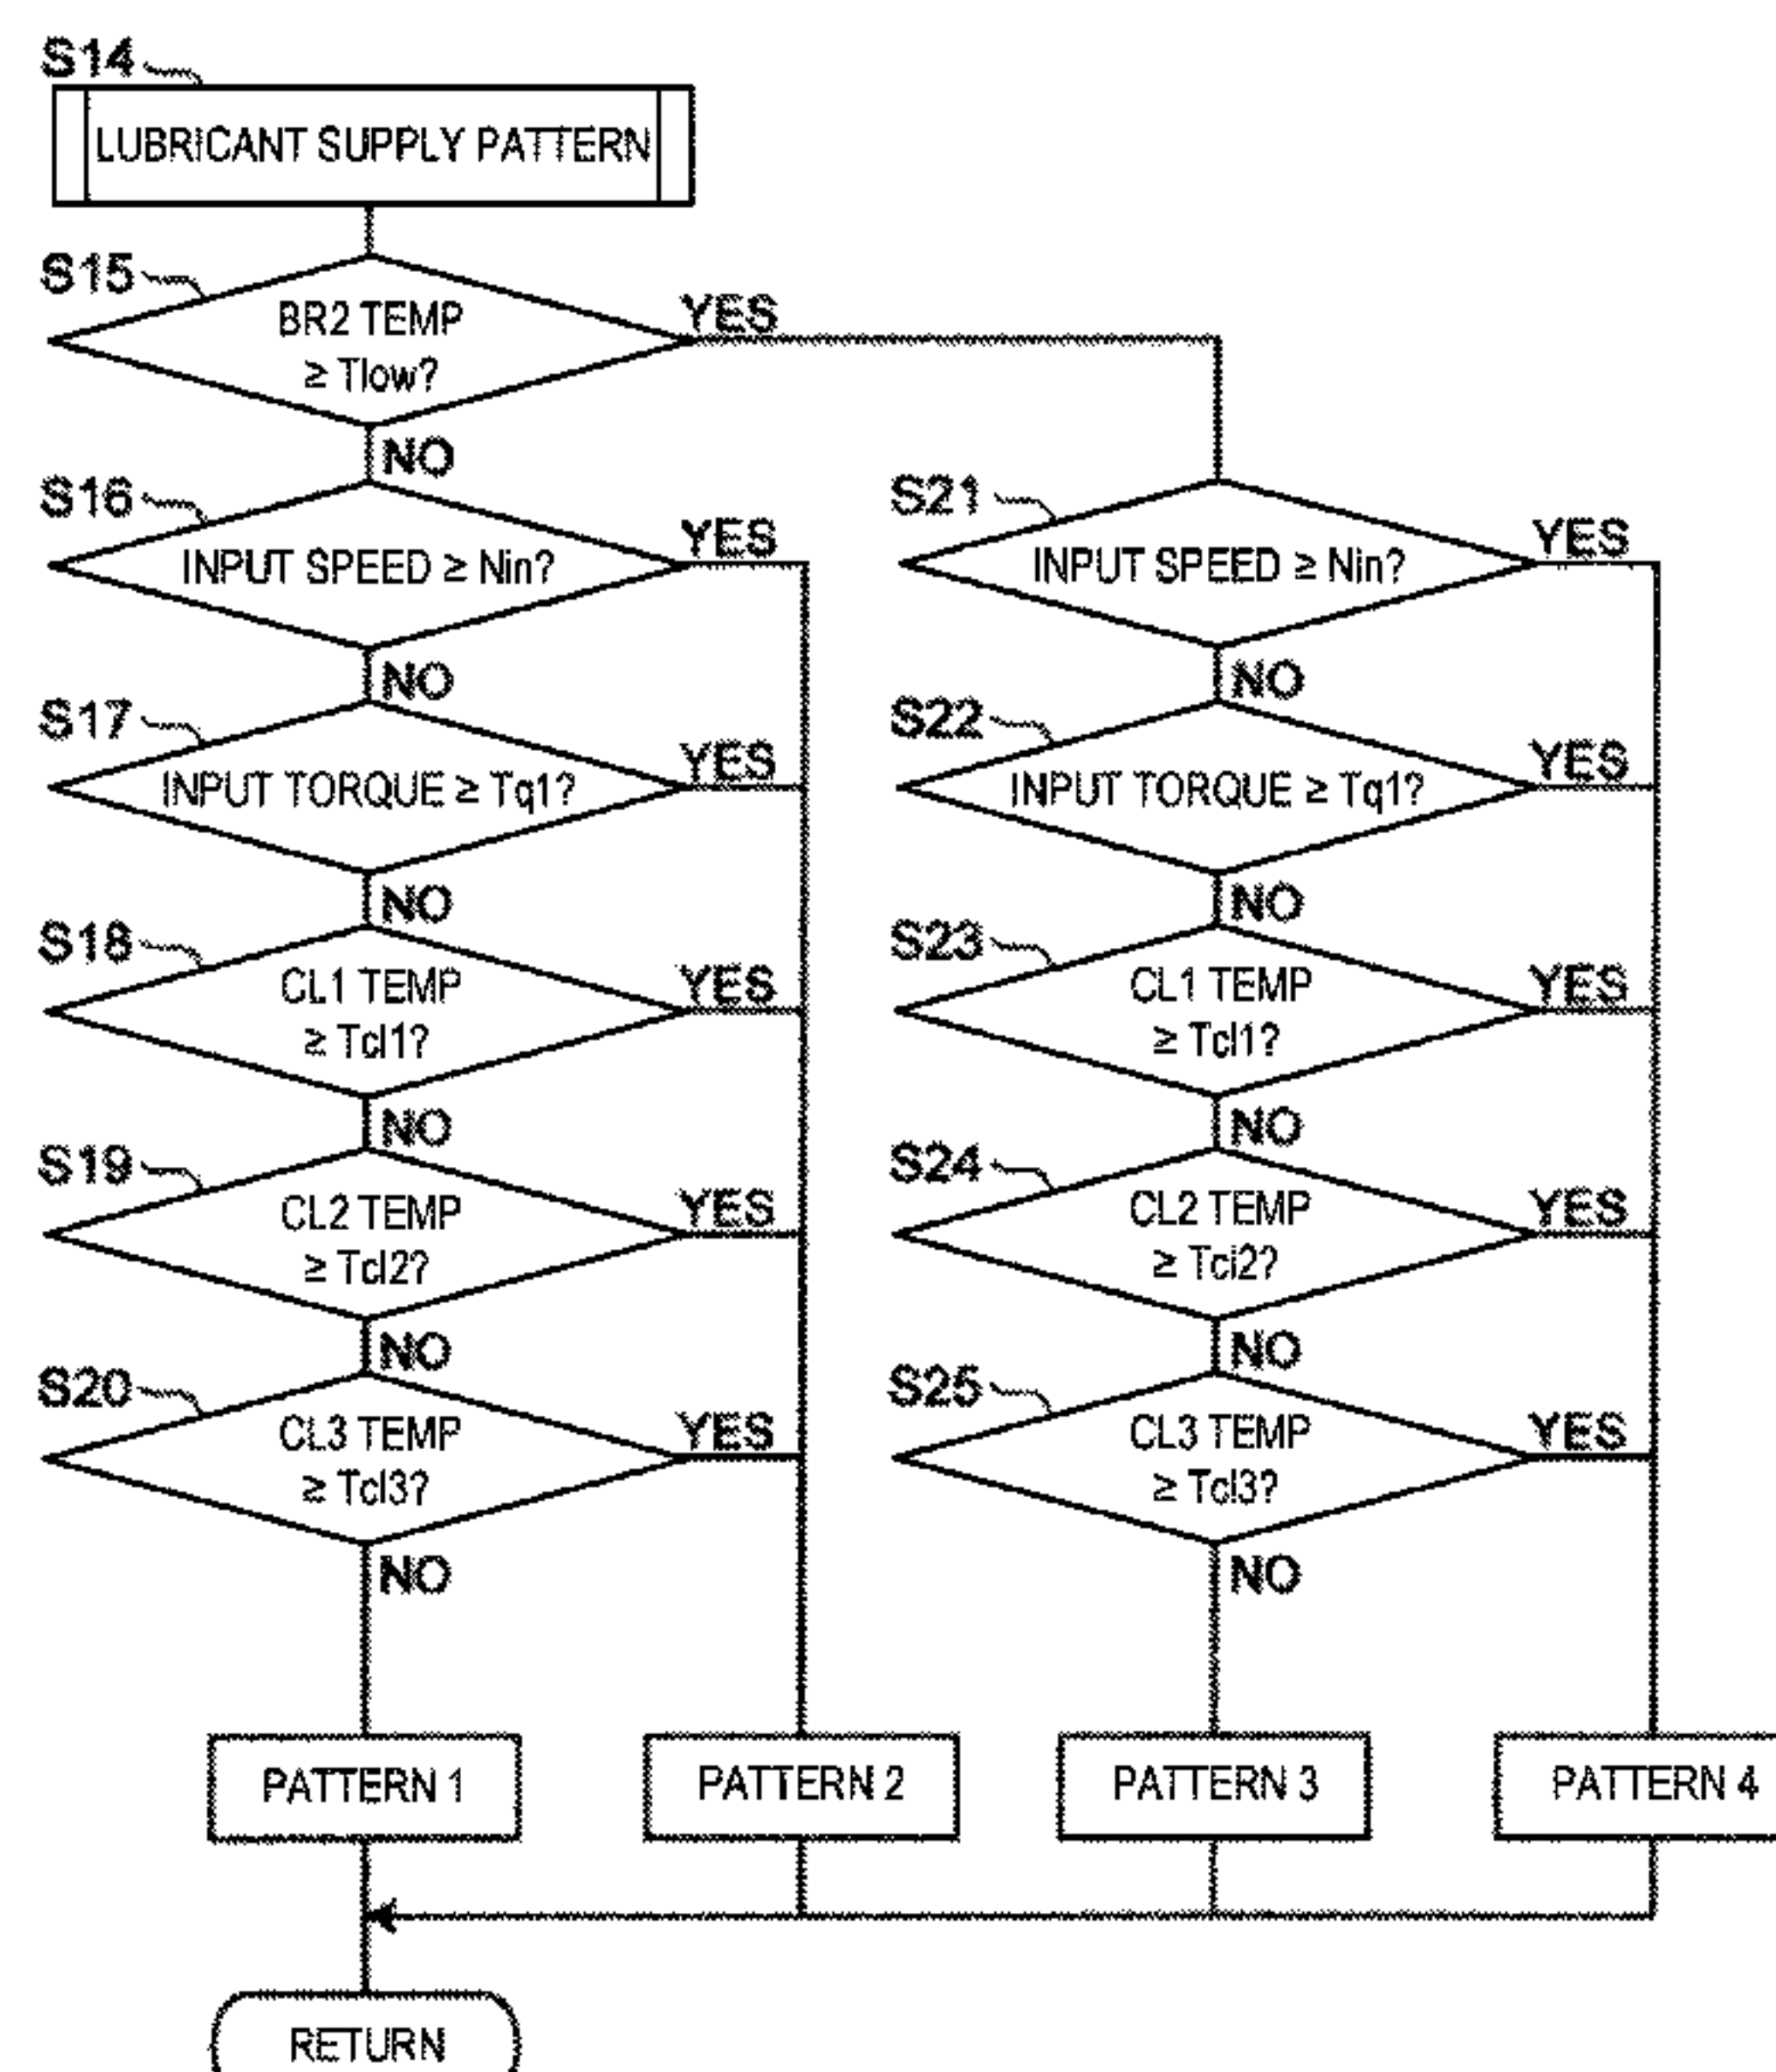 S14
LUBRICANT SUPPLY PATTERN
S15
BR2 TEMP
≥ Tlow?
YES
NO
S16
INPUT SPEED ≥ Nin?
YES
NO
S21
INPUT SPEED ≥ Nin?
YES
NO
S17
INPUT TORQUE ≥ Tq1?
YES
NO
S22
INPUT TORQUE ≥ Tq1?
YES
NO
S18
CL1 TEMP
≥ Tcl1?
YES
NO
S23
CL1 TEMP
≥ Tcl1?
YES
NO
S19
CL2 TEMP
≥ Tcl2?
YES
NO
S24
CL2 TEMP
≥ Tcl2?
YES
NO
S20
CL3 TEMP
≥ Tcl3?
YES
NO
S25
CL3 TEMP
≥ Tcl3?
YES
NO
PATTERN 1
PATTERN 2
PATTERN 3
PATTERN 4
RETURN